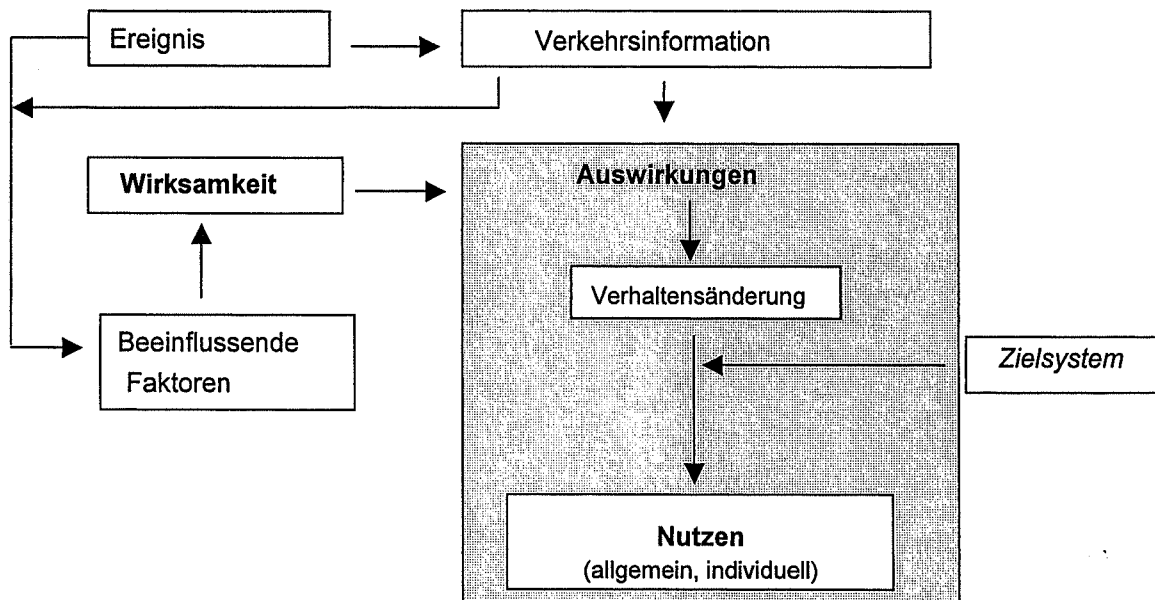 Ereignis
Verkehrsinformation
Wirksamkeit
Auswirkungen
Verhaltensänderung
Beeinflussende
Faktoren
Zielsystem
Nutzen
(allgemein, individuell)